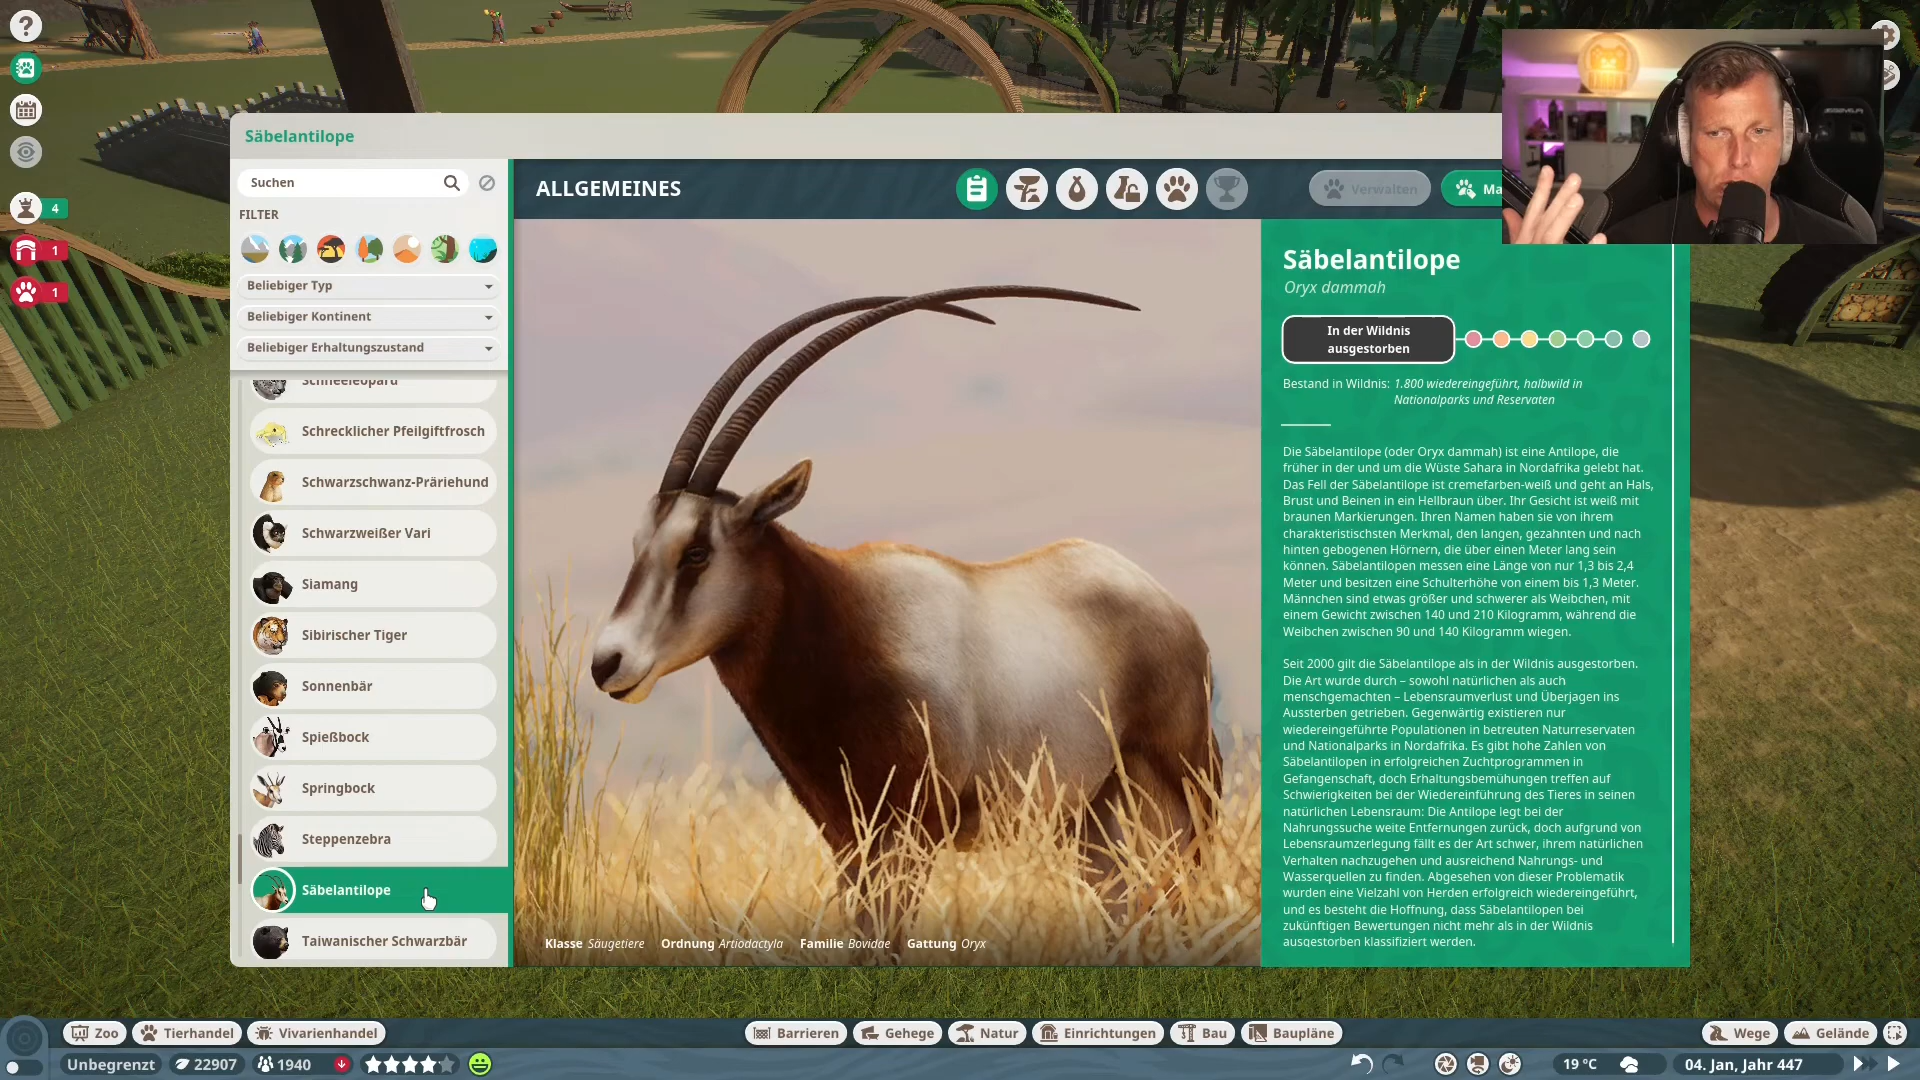 ?
4
1
1
Säbelantilope
Suchen
FILTER
Beliebiger Typ
Beliebiger Kontinent
Beliebiger Erhaltungszustand
Schneeleopard
Schrecklicher Pfeilgiftfrosch
Schwarzschwanz-Präriehund
Schwarzweißer Vari
Siamang
Sibirischer Tiger
Sonnenbär
Spießbock
Springbock
Steppenzebra
Säbelantilope
Taiwanischer Schwarzbär
ALLGEMEINES
Verwalten
Ma
Klasse Säugetiere Ordnung Artiodactyla Familie Bovidae Gattung Oryx
Säbelantilope
Oryx dammah
In der Wildnis
ausgestorben
Bestand in Wildnis: 1.800 wiedereingeführt, halbwild in
Nationalparks und Reservaten
Die Säbelantilope (oder Oryx dammah) ist eine Antilope, die
früher in der und um die Wüste Sahara in Nordafrika gelebt hat.
Das Fell der Säbelantilope ist cremefarben-weiß und geht an Hals,
Brust und Beinen in ein Hellbraun über. Ihr Gesicht ist weiß mit
braunen Markierungen. Ihren Namen haben sie von ihrem
charakteristischsten Merkmal, den langen, gezahnten und nach
hinten gebogenen Hörnern, die über einen Meter lang sein
können. Säbelantilopen messen eine Länge von nur 1,3 bis 2,4
Meter und besitzen eine Schulterhöhe von einem bis 1,3 Meter.
Männchen sind etwas größer und schwerer als Weibchen, mit
einem Gewicht zwischen 140 und 210 Kilogramm, während die
Weibchen zwischen 90 und 140 Kilogramm wiegen.
Seit 2000 gilt die Säbelantilope als in der Wildnis ausgestorben.
Die Art wurde durch – sowohl natürlichen als auch
menschgemachten – Lebensraumverlust und Überjagen ins
Aussterben getrieben. Gegenwärtig existieren nur
wiedereingeführte Populationen in betreuten Naturreservaten
und Nationalparks in Nordafrika. Es gibt hohe Zahlen von
Säbelantilopen in erfolgreichen Zuchtprogrammen in
Gefangenschaft, doch Erhaltungsbemühungen treffen auf
Schwierigkeiten bei der Wiedereinführung des Tieres in seinen
natürlichen Lebensraum: Die Antilope legt bei der
Nahrungssuche weite Entfernungen zurück, doch aufgrund von
Lebensraumzerlegung fällt es der Art schwer, ihrem natürlichen
Verhalten nachzugehen und ausreichend Nahrungs- und
Wasserquellen zu finden. Abgesehen von dieser Problematik
wurden eine Vielzahl von Herden erfolgreich wiedereingeführt,
und es besteht die Hoffnung, dass Säbelantilopen bei
zukünftigen Bewertungen nicht mehr als in der Wildnis
ausgestorben klassifiziert werden.
Zoo Tierhandel Vivarienhandel Barrieren Gehege Natur Einrichtungen Bau Baupläne Wege Gelände
Unbegrenzt 22907 1940 19 °C 04. Jan, Jahr 447